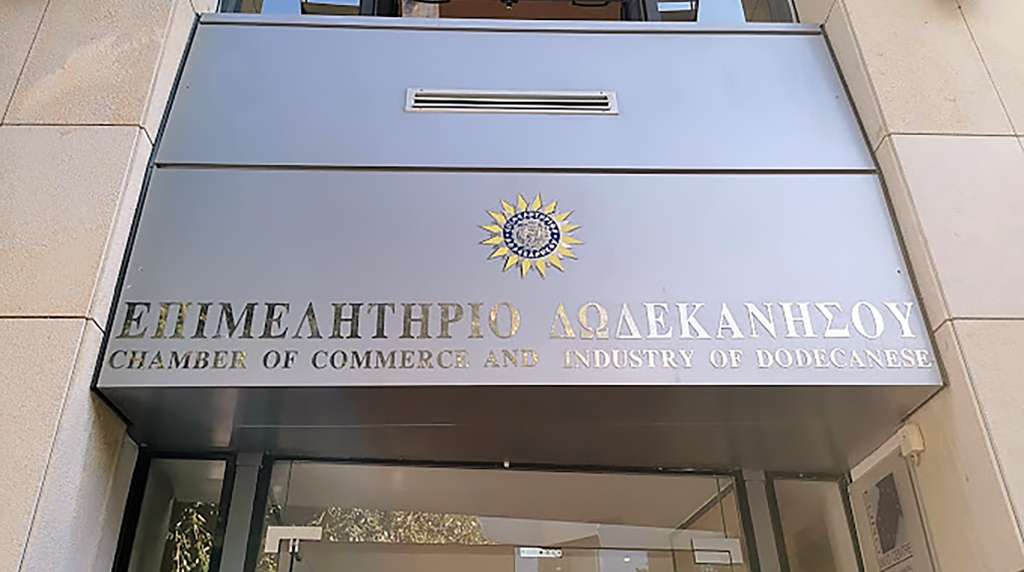 ΕΠΙΜΕΛΗΤΗΡΙΟ ΔΩΔΕΚΑΝΗΣΟΥ
CHAMBER OF COMMERCE AND INDUSTRY OF DODECANESE